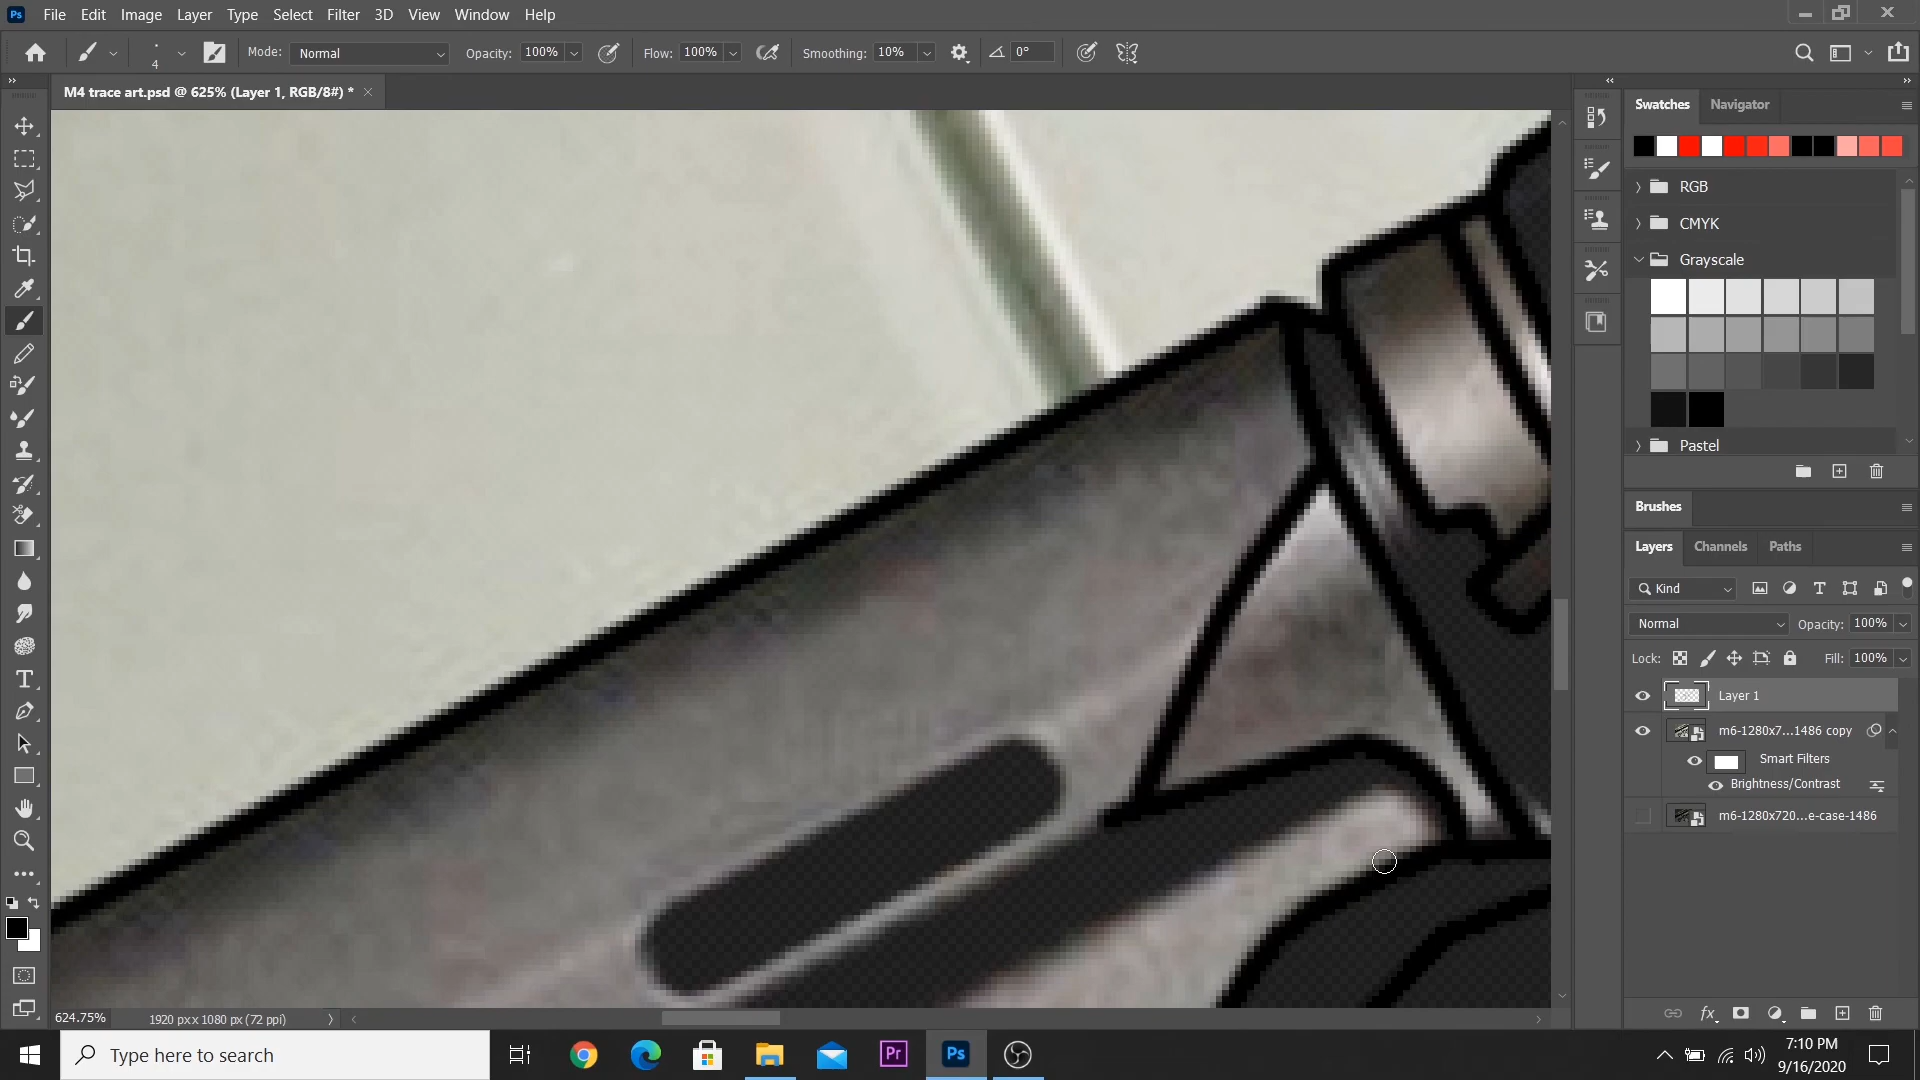 Ps File Edit Image Layer Type Select Filter 3D View Window Help
4 Mode: Normal Opacity: 100% Flow: 100% Smoothing: 10% 0°
M4 trace art.psd @ 625% (Layer 1, RGB/8#) *
Swatches Navigator
RGB
CMYK
Grayscale
Pastel
Brushes
Layers Channels Paths
Kind
Normal Opacity: 100%
Lock: Fill: 100%
Layer 1
m6-1280x7...1486 copy
Smart Filters
Brightness/Contrast
m6-1280x720...e-case-1486
624.75% 1920 px x 1080 px (72 ppi)
Type here to search
Pr Ps
7:10 PM
9/16/2020